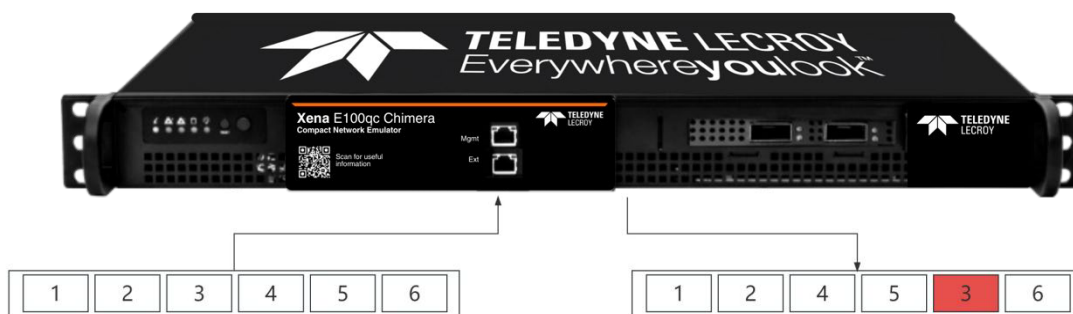 TELEDYNE LECROY
Everywhereyoulook™
Xena E100qc Chimera
Compact Network Emulator
TELEDYNE
LECROY
Mgmt
Scan for useful
information
Ext
TELEDYNE
LECROY
1 2 3 4 5 6
1 2 4 5 3 6